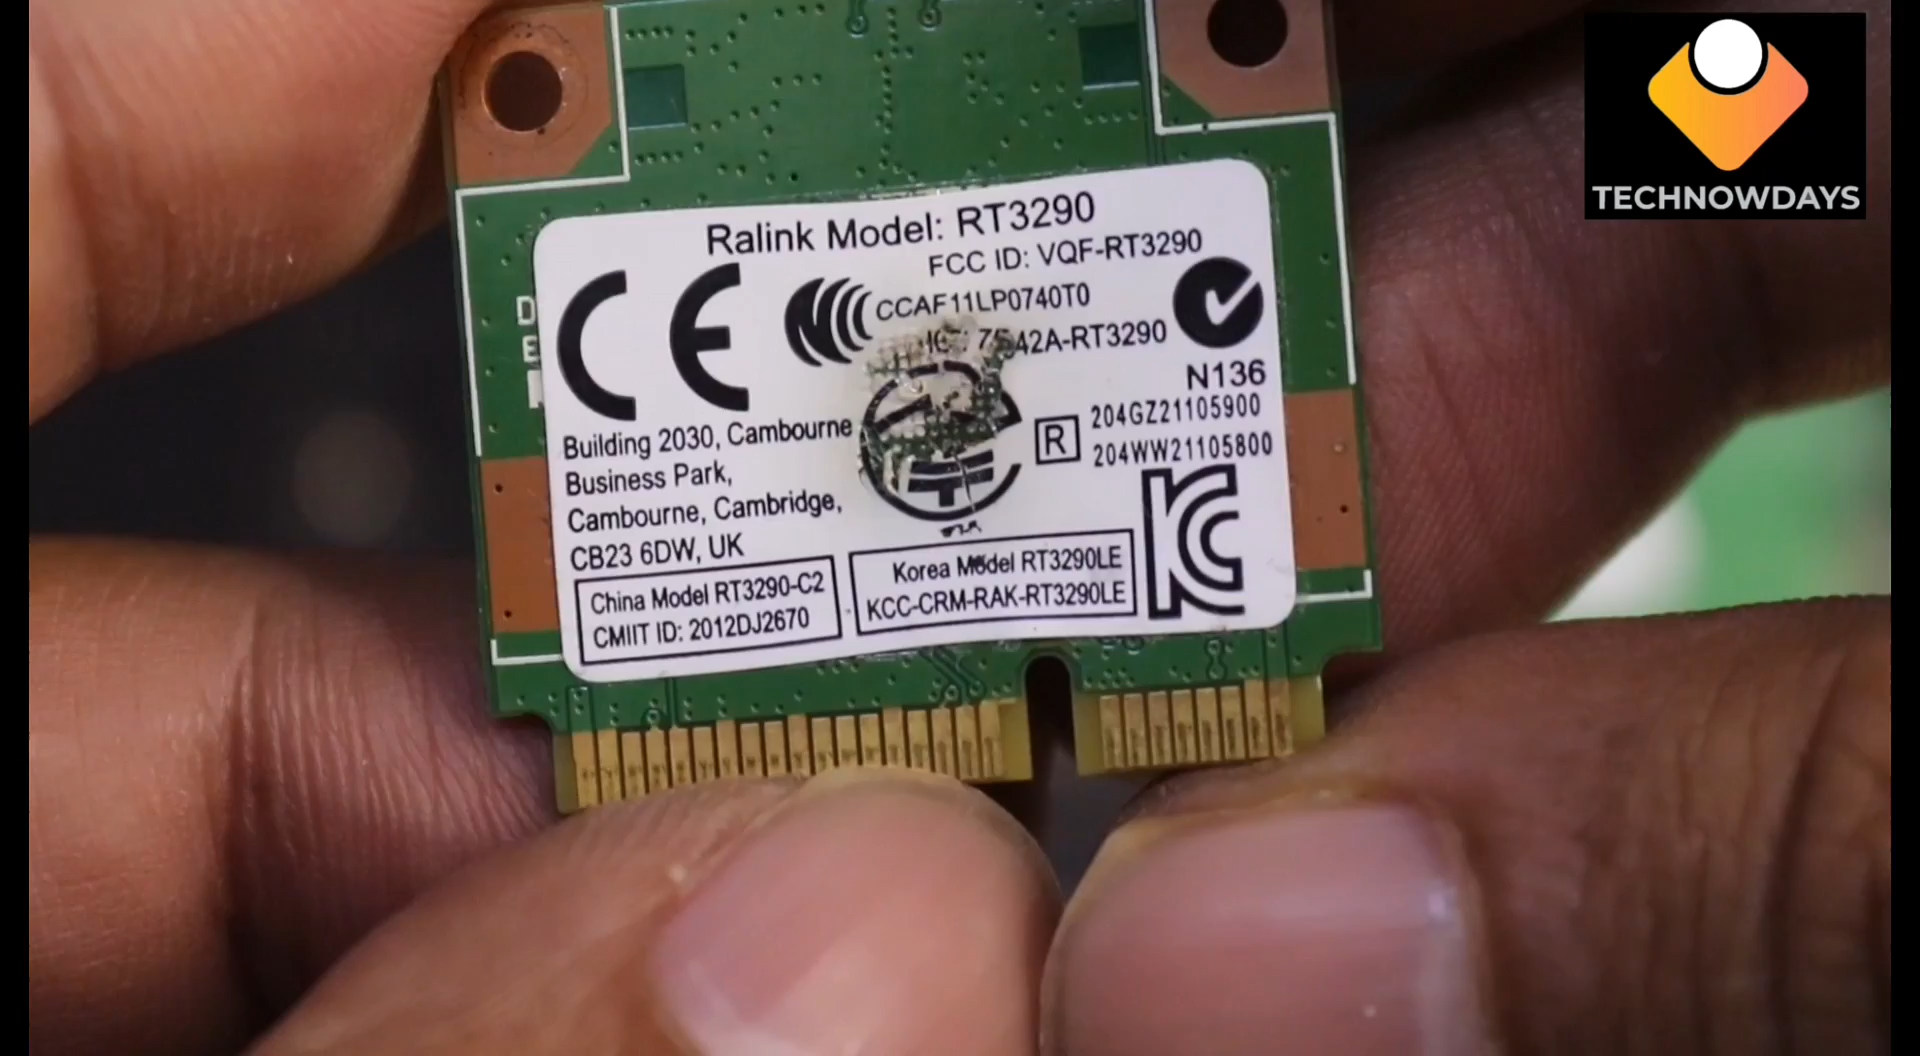 TECHNOWDAYS
Ralink Model: RT3290
FCC ID: VQF-RT3290
CE
CCAF11LP0740T0
42A-RT3290
N136
Building 2030, Cambourne
Business Park,
Cambourne, Cambridge,
CB23 6DW, UK
R 204GZ21105900
204WW21105800
China Model RT3290-C2
CMIIT ID: 2012DJ2670
Korea Model RT3290LE
KCC-CRM-RAK-RT3290LE